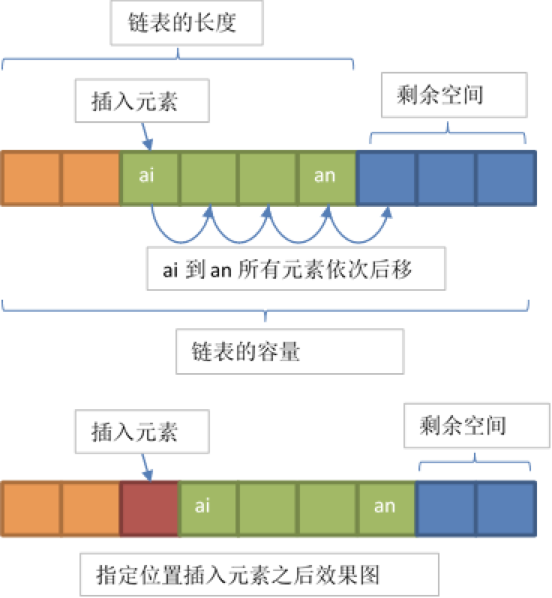 链表的长度
插入元素
剩余空间
ai
an
ai 到 an 所有元素依次后移
链表的容量
插入元素
剩余空间
ai
an
指定位置插入元素之后效果图